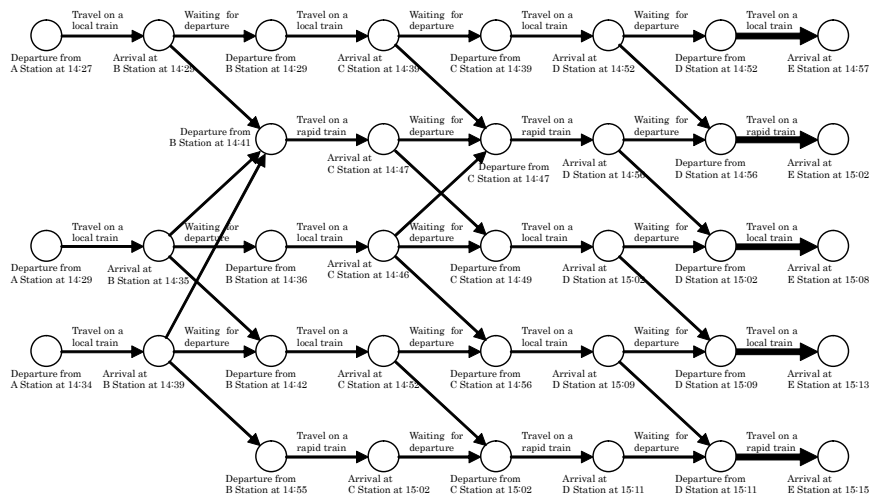 Travel on a
local train
Waiting for
departure
Travel on a
local train
Waiting for
departure
Travel on a
local train
Waiting for
departure
Travel on a
local train
Departure from
A Station at 14:27
Arrival at
B Station at 14:29
Departure from
B Station at 14:29
Arrival at
C Station at 14:39
Departure from
C Station at 14:39
Arrival at
D Station at 14:52
Departure from
D Station at 14:52
Arrival at
E Station at 14:57
Departure from
B Station at 14:41
Travel on a
rapid train
Waiting for
departure
Travel on a
rapid train
Waiting for
departure
Travel on a
rapid train
Arrival at
C Station at 14:47
Departure from
C Station at 14:47
Arrival at
D Station at 14:56
Departure from
D Station at 14:56
Arrival at
E Station at 15:02
Travel on a
local train
Waiting for
departure
Travel on a
local train
Waiting for
departure
Travel on a
local train
Waiting for
departure
Travel on a
local train
Departure from
A Station at 14:29
Arrival at
B Station at 14:35
Departure from
B Station at 14:36
Arrival at
C Station at 14:46
Departure from
C Station at 14:49
Arrival at
D Station at 15:02
Departure from
D Station at 15:02
Arrival at
E Station at 15:08
Travel on a
local train
Waiting for
departure
Travel on a
local train
Waiting for
departure
Travel on a
local train
Waiting for
departure
Travel on a
local train
Departure from
A Station at 14:34
Arrival at
B Station at 14:39
Departure from
B Station at 14:42
Arrival at
C Station at 14:52
Departure from
C Station at 14:56
Arrival at
D Station at 15:09
Departure from
D Station at 15:09
Arrival at
E Station at 15:13
Travel on a
rapid train
Waiting for
departure
Travel on a
rapid train
Waiting for
departure
Travel on a
rapid train
Departure from
B Station at 14:55
Arrival at
C Station at 15:02
Departure from
C Station at 15:02
Arrival at
D Station at 15:11
Departure from
D Station at 15:11
Arrival at
E Station at 15:15